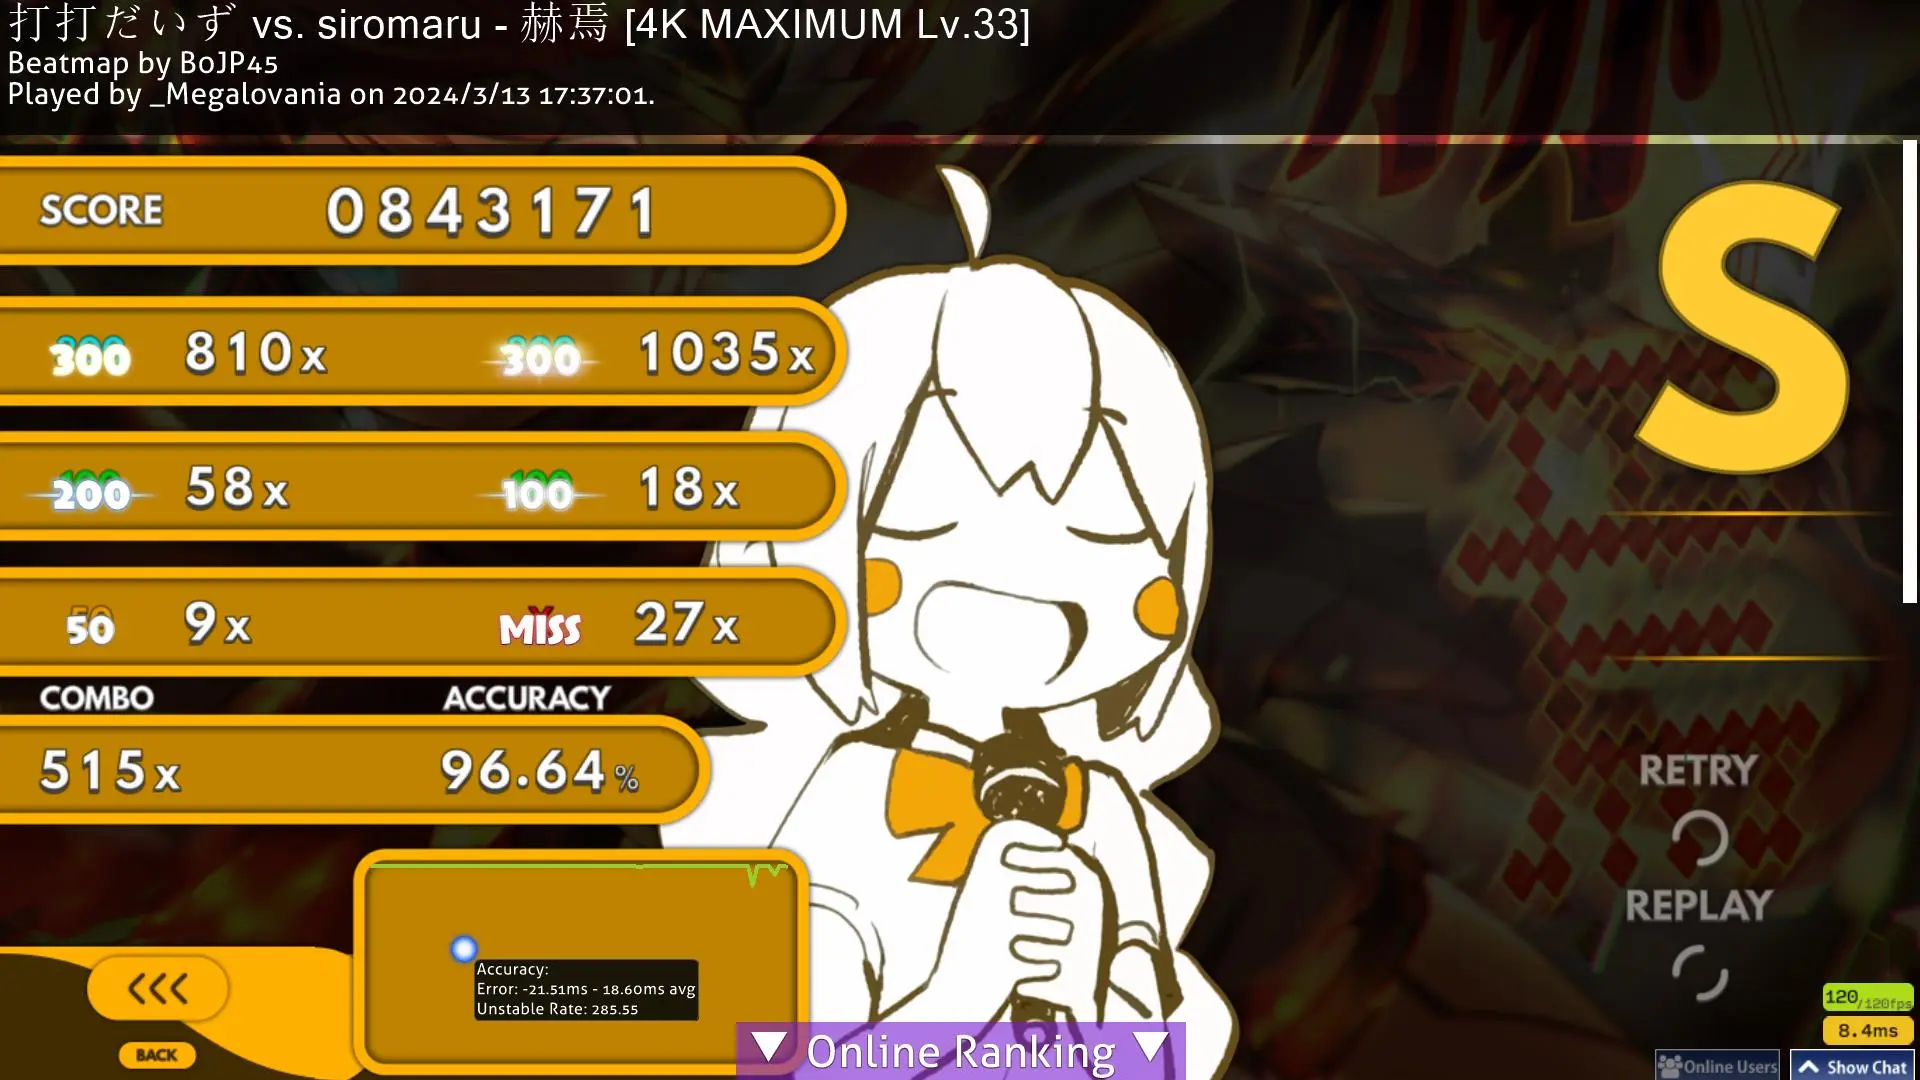 打打だいず vs. siromaru - 赫焉 [4K MAXIMUM Lv.33]
Beatmap by BoJP45
Played by _Megalovania on 2024/3/13 17:37:01.
SCORE 0843171
300 810x 300 1035x
200 58x 100 18x
50 9x MISS 27x
COMBO ACCURACY
515x 96.64%
S
RETRY
REPLAY
Accuracy:
Error: -21.51ms - 18.60ms avg
Unstable Rate: 285.55
BACK
▼ Online Ranking ▼
120/120fps
8.4ms
Online Users
Show Chat